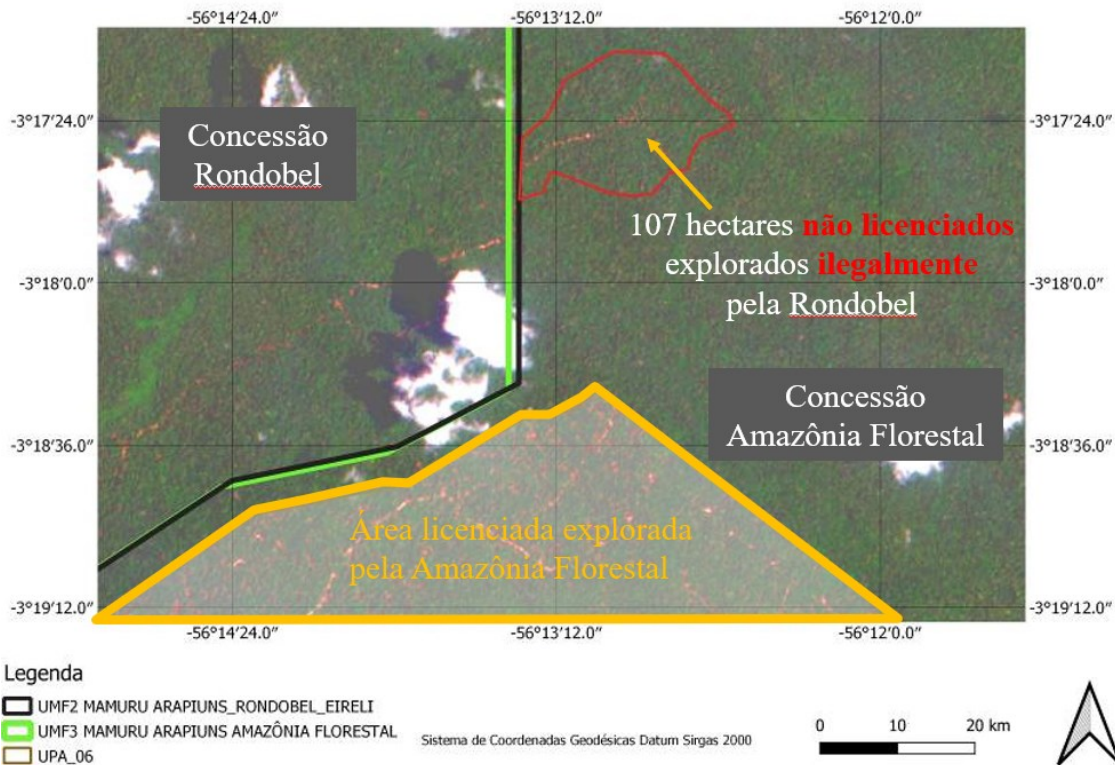 -56°14'24.0"
-56°13'12.0"
-56°12'0.0"
-3°17'24.0"
-3°17'24.0"
Concessão
Rondobel
107 hectares não licenciados
explorados ilegalmente
pela Rondobel
-3°18'0.0"
-3°18'0.0"
Concessão
Amazônia Florestal
-3°18'36.0"
-3°18'36.0"
Área licenciada explorada
pela Amazônia Florestal
-3°19'12.0"
-3°19'12.0"
-56°14'24.0"
-56°13'12.0"
-56°12'0.0"
Legenda
UMF2 MAMURU ARAPIUNS_RONDOBEL_EIRELI
UMF3 MAMURU ARAPIUNS AMAZÔNIA FLORESTAL
UPA_06
Sistema de Coordenadas Geodésicas Datum Sirgas 2000
0 10 20 km